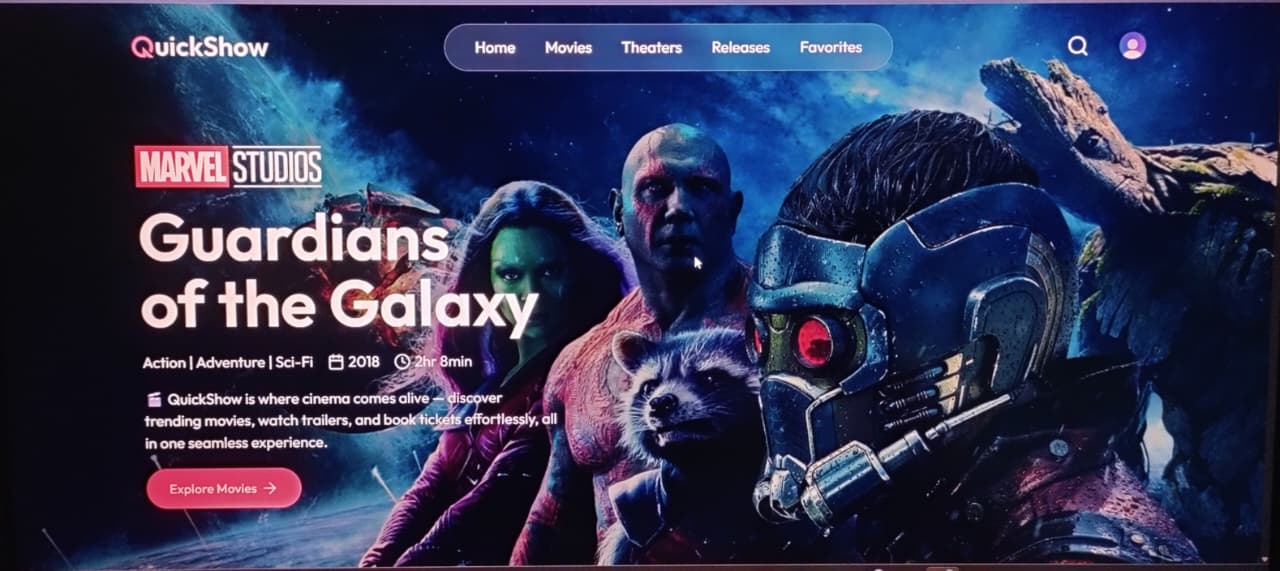 QuickShow
Home Movies Theaters Releases Favorites
MARVEL STUDIOS
Guardians
of the Galaxy
Action | Adventure | Sci-Fi 2018 2hr 8min
🎬 QuickShow is where cinema comes alive — discover
trending movies, watch trailers, and book tickets effortlessly, all
in one seamless experience.
Explore Movies →